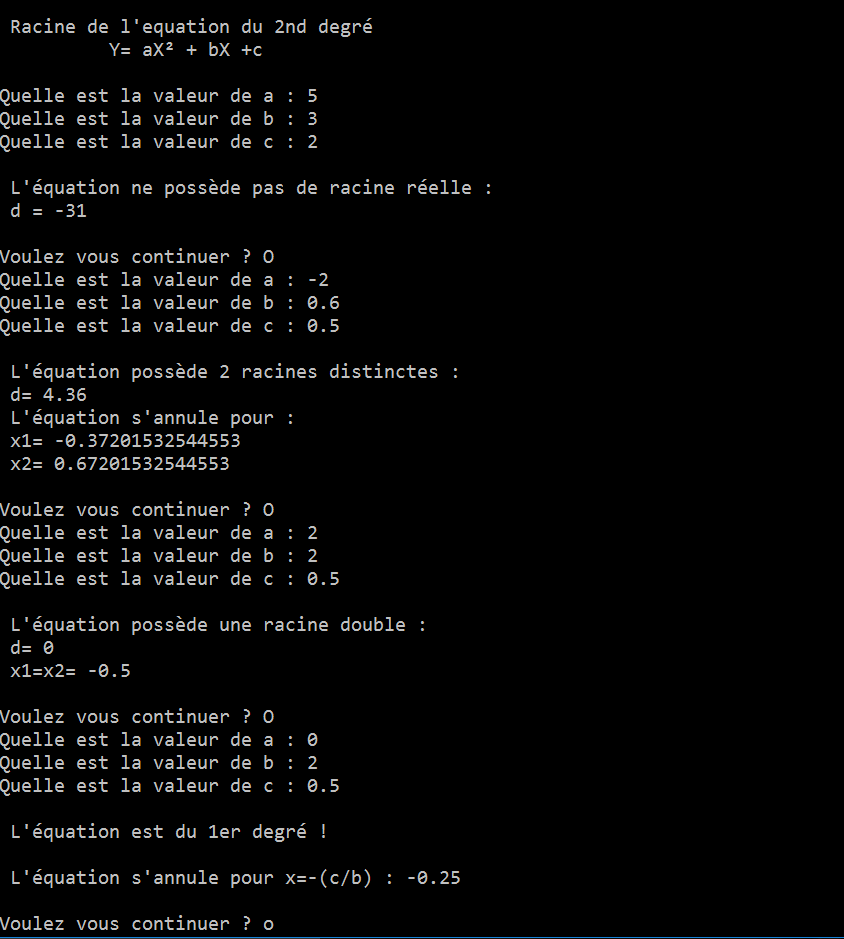 Racine de l'equation du 2nd degré
Y= aX² + bX +c
Quelle est la valeur de a : 5
Quelle est la valeur de b : 3
Quelle est la valeur de c : 2
L'équation ne possède pas de racine réelle :
d = -31
Voulez vous continuer ? O
Quelle est la valeur de a : -2
Quelle est la valeur de b : 0.6
Quelle est la valeur de c : 0.5
L'équation possède 2 racines distinctes :
d= 4.36
L'équation s'annule pour :
x1= -0.37201532544553
x2= 0.67201532544553
Voulez vous continuer ? O
Quelle est la valeur de a : 2
Quelle est la valeur de b : 2
Quelle est la valeur de c : 0.5
L'équation possède une racine double :
d= 0
x1=x2= -0.5
Voulez vous continuer ? O
Quelle est la valeur de a : 0
Quelle est la valeur de b : 2
Quelle est la valeur de c : 0.5
L'équation est du 1er degré !
L'équation s'annule pour x=-(c/b) : -0.25
Voulez vous continuer ? o